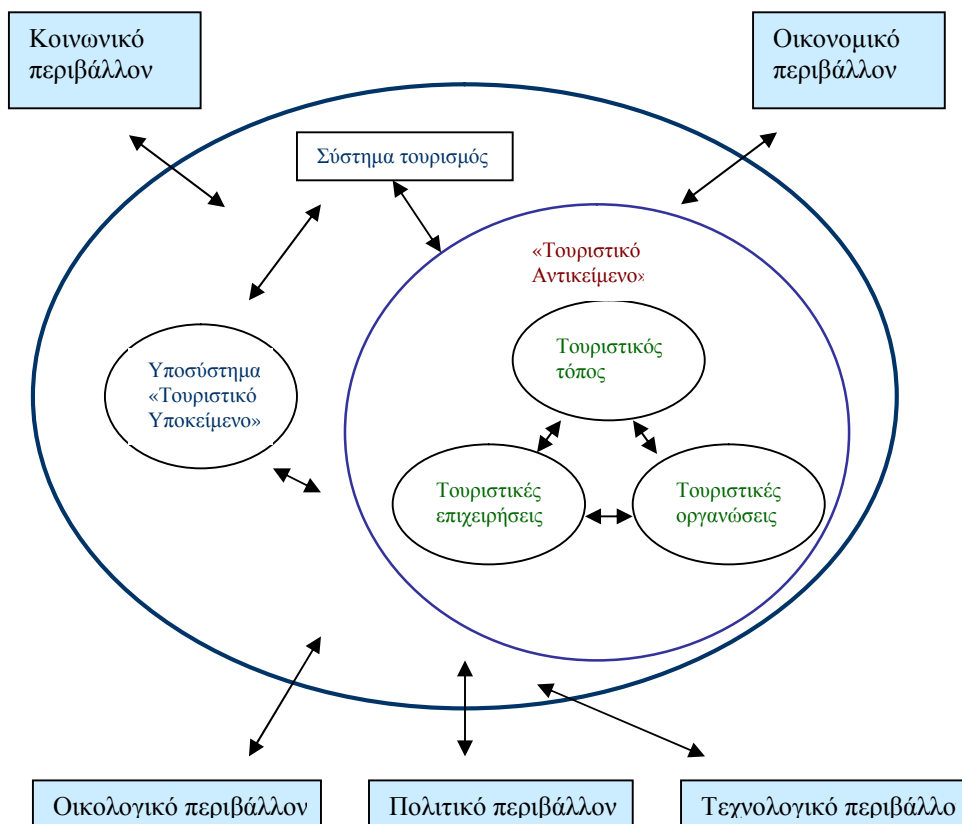 Κοινωνικό
περιβάλλον
Οικονομικό
περιβάλλον
Σύστημα τουρισμός
«Τουριστικό
Αντικείμενο»
Τουριστικός
τόπος
Υποσύστημα
«Τουριστικό
Υποκείμενο»
Τουριστικές
επιχειρήσεις
Τουριστικές
οργανώσεις
Οικολογικό περιβάλλον
Πολιτικό περιβάλλον
Τεχνολογικό περιβάλλο